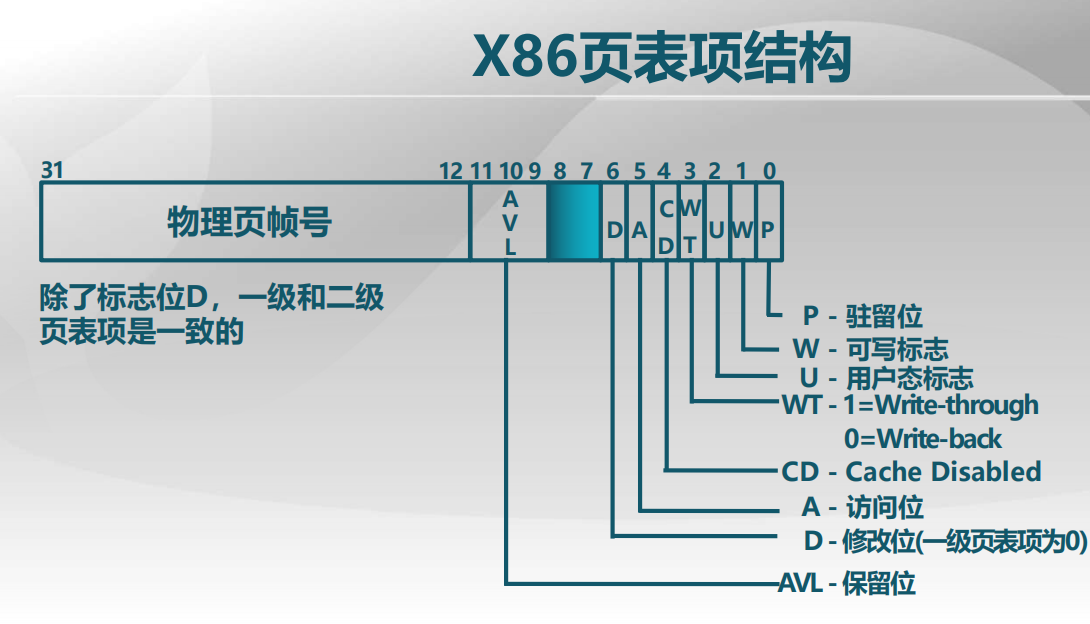 X86页表项结构
31 12 11 10 9 8 7 6 5 4 3 2 1 0
物理页帧号 AVL D A CD WT U W P
除了标志位D，一级和二级
页表项是一致的
P - 驻留位
W - 可写标志
U - 用户态标志
WT - 1=Write-through
0=Write-back
CD - Cache Disabled
A - 访问位
D - 修改位(一级页表项为0)
AVL - 保留位